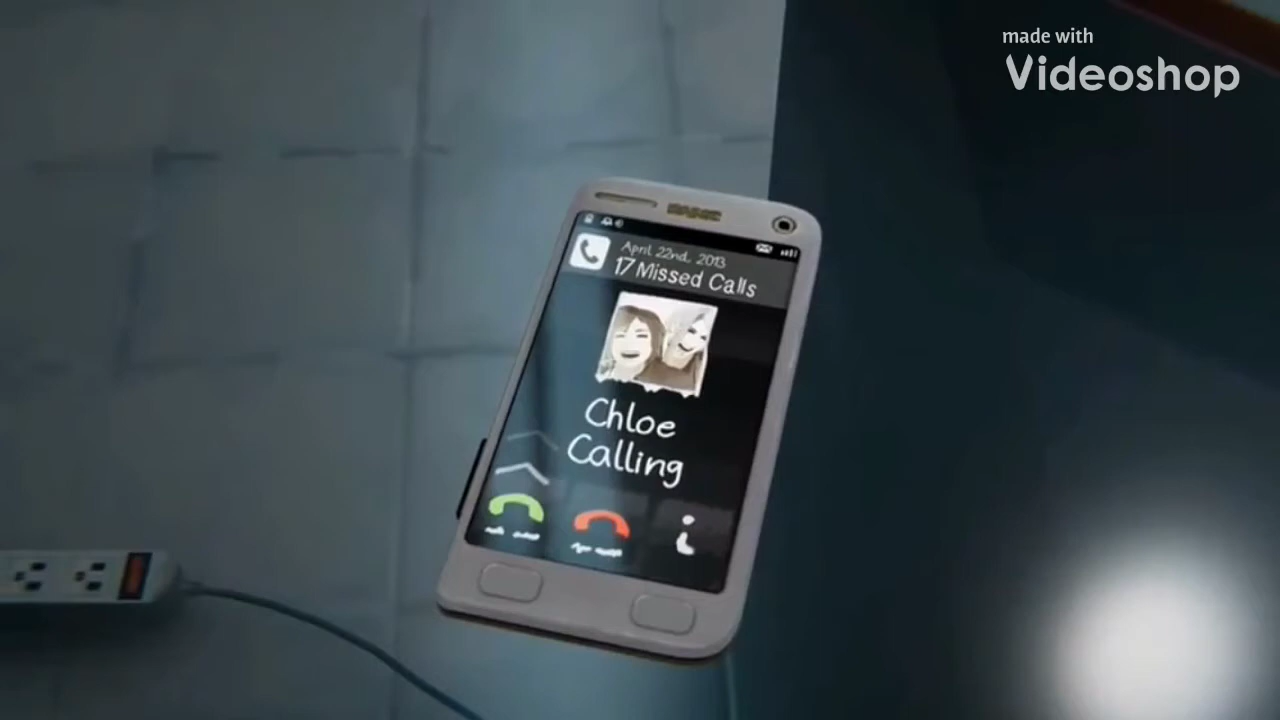 made with
Videoshop
April 22nd, 2013
17 Missed Calls
Chloe
Calling